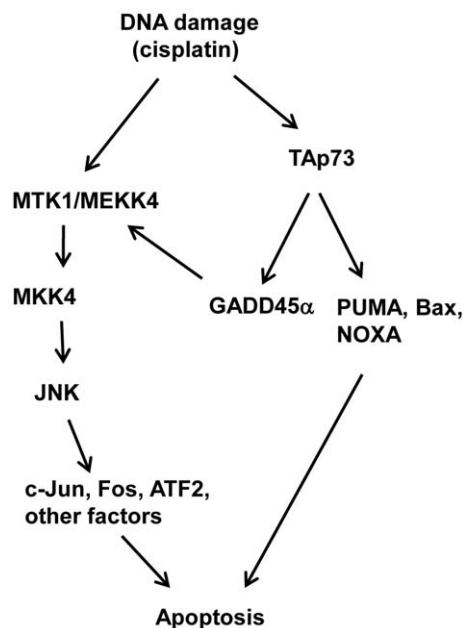 DNA damage
(cisplatin)
TAp73
MTK1/MEKK4
MKK4
GADD45α
PUMA, Bax,
NOXA
JNK
c-Jun, Fos, ATF2,
other factors
Apoptosis